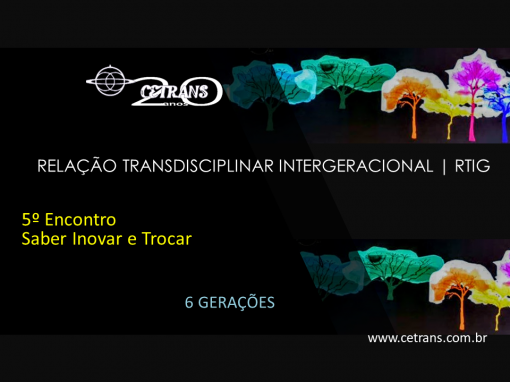 CETRANS
20
anos
RELAÇÃO TRANSDISCIPLINAR INTERGERACIONAL | RTIG
5º Encontro
Saber Inovar e Trocar
6 GERAÇÕES
www.cetrans.com.br